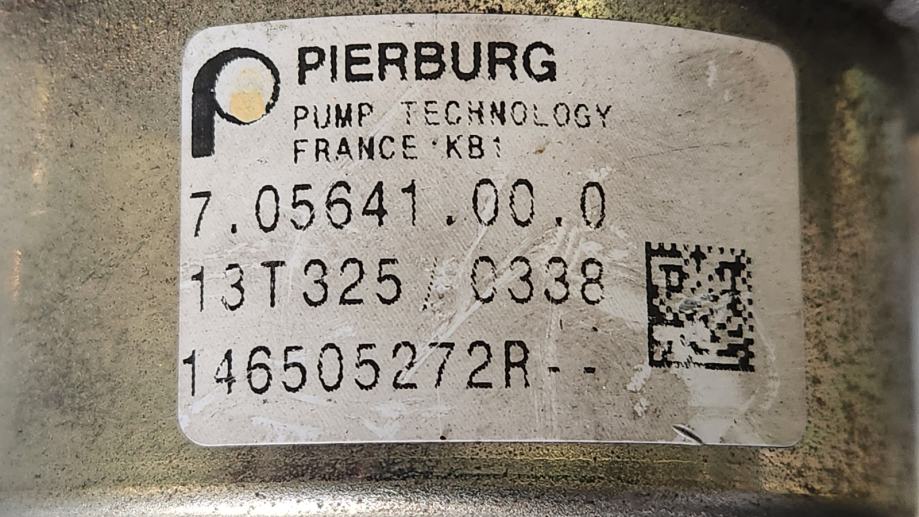 PIERBURG
PUMP TECHNOLOGY
FRANCE KB1
7.05641.00.0
13T325 / 0338
146505272R--